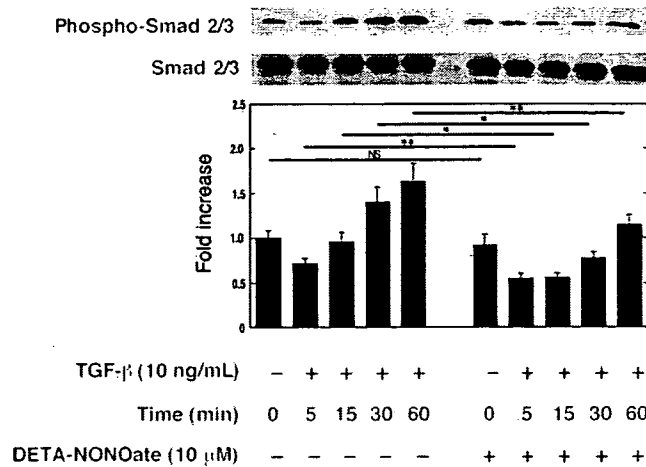 Phospho-Smad 2/3
Smad 2/3
2.5
2.0
1.5
1.0
0.5
0
Fold increase
**
*
*
**
NS
TGF-β (10 ng/mL) − + + + + − + + + +
Time (min) 0 5 15 30 60 0 5 15 30 60
DETA-NONOate (10 μM) − − − − − + + + + +